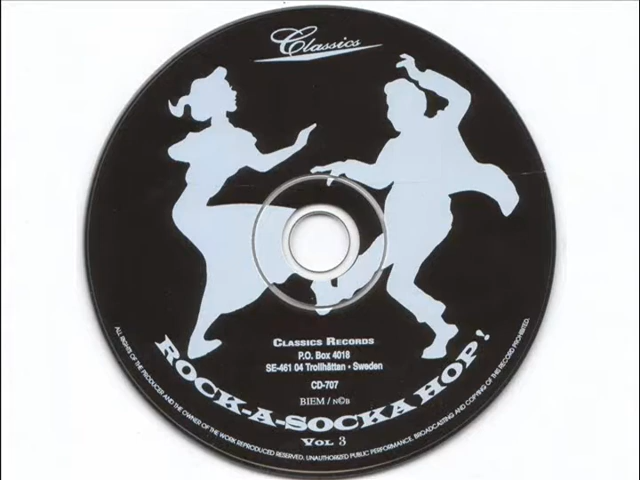 Classics
CLASSICS RECORDS
P.O. Box 4018
SE-461 04 Trollhättan • Sweden
CD-707
BIEM / n©b
ROCK-A-SOCKA HOP!
VOL 3
ALL RIGHTS OF THE PRODUCER AND THE OWNER OF THE WORK REPRODUCED RESERVED. UNAUTHORIZED PUBLIC PERFORMANCE, BROADCASTING AND COPYING OF THIS RECORD PROHIBITED.